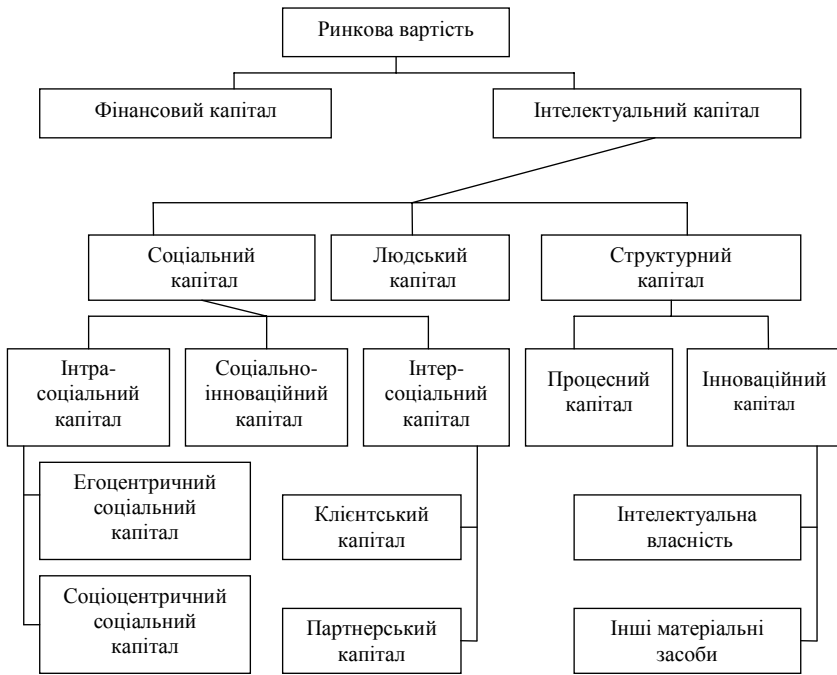 Ринкова вартість
Фінансовий капітал
Інтелектуальний капітал
Соціальний
капітал
Людський
капітал
Структурний
капітал
Інтра-
соціальний
капітал
Соціально-
інноваційний
капітал
Інтер-
соціальний
капітал
Процесний
капітал
Інноваційний
капітал
Егоцентричний
соціальний
капітал
Клієнтський
капітал
Інтелектуальна
власність
Соціоцентричний
соціальний
капітал
Партнерський
капітал
Інші матеріальні
засоби